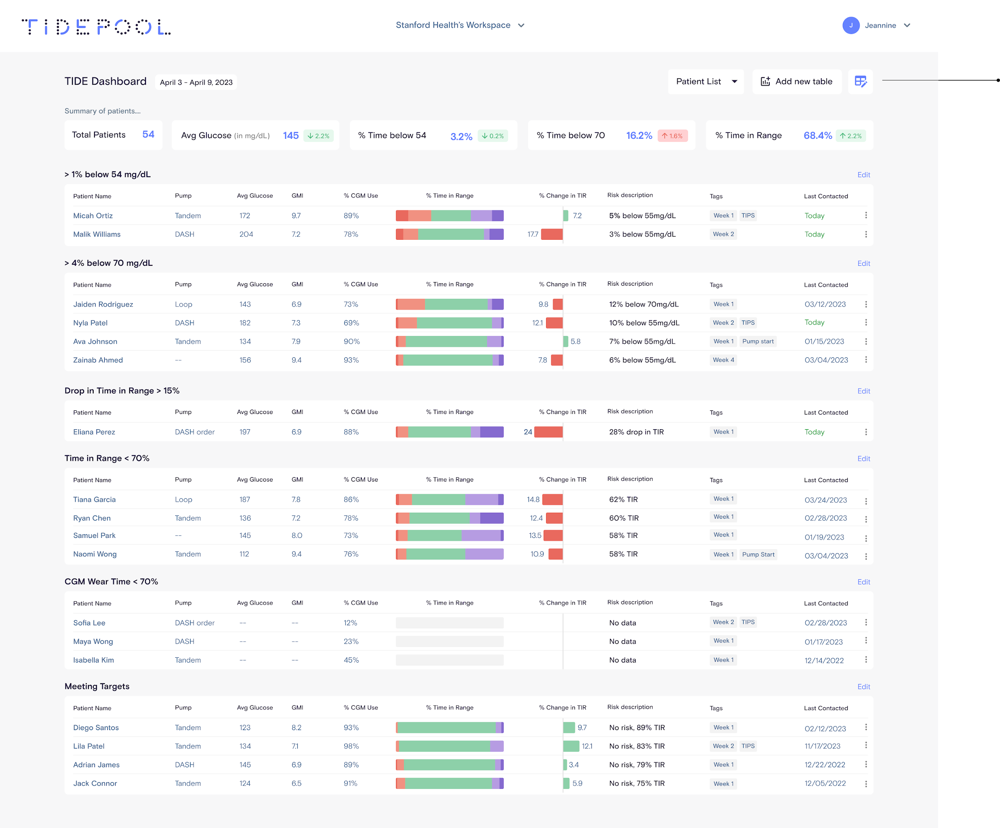 TIDEPOOL Stanford Health's Workspace J Jeannine
TIDE Dashboard April 3 - April 9, 2023 Patient List Add new table
Summary of patients....
Total Patients 54 Avg Glucose (in mg/dL) 145 ↓ 2.2% % Time below 54 3.2% ↓ 0.2% % Time below 70 16.2% ↑ 1.6% % Time in Range 68.4% ↑ 2.2%
> 1% below 54 mg/dL Edit
Patient Name Pump Avg Glucose GMI % CGM Use % Time in Range % Change in TIR Risk description Tags Last Contacted
Micah Ortiz Tandem 172 9.7 89% 7.2 5% below 55mg/dL Week 1 TIPS Today
Malik Williams DASH 204 7.2 78% 17.7 3% below 55mg/dL Week 2 Today
> 4% below 70 mg/dL Edit
Patient Name Pump Avg Glucose GMI % CGM Use % Time in Range % Change in TIR Risk description Tags Last Contacted
Jaiden Rodriguez Loop 143 6.9 73% 9.8 12% below 70mg/dL Week 1 03/12/2023
Nyla Patel DASH 182 7.3 69% 12.1 10% below 55mg/dL Week 2 TIPS Today
Ava Johnson Tandem 134 7.9 90% 5.8 7% below 55mg/dL Week 1 Pump start 01/15/2023
Zainab Ahmed -- 156 9.4 93% 7.8 6% below 55mg/dL Week 4 03/04/2023
Drop in Time in Range > 15% Edit
Patient Name Pump Avg Glucose GMI % CGM Use % Time in Range % Change in TIR Risk description Tags Last Contacted
Eliana Perez DASH order 197 6.9 88% 24 28% drop in TIR Week 1 Today
Time in Range < 70% Edit
Patient Name Pump Avg Glucose GMI % CGM Use % Time in Range % Change in TIR Risk description Tags Last Contacted
Tiana Garcia Loop 187 7.8 86% 14.8 62% TIR Week 1 03/24/2023
Ryan Chen Tandem 136 7.2 78% 12.4 60% TIR Week 1 02/28/2023
Samuel Park -- 145 8.0 73% 13.5 58% TIR Week 1 01/19/2023
Naomi Wong Tandem 112 9.4 76% 10.9 58% TIR Week 1 Pump Start 03/04/2023
CGM Wear Time < 70% Edit
Patient Name Pump Avg Glucose GMI % CGM Use % Time in Range % Change in TIR Risk description Tags Last Contacted
Sofia Lee DASH order -- -- 12% No data Week 2 TIPS 02/28/2023
Maya Wong DASH -- -- 23% No data Week 1 01/17/2023
Isabella Kim Tandem -- -- 45% No data Week 1 12/14/2022
Meeting Targets Edit
Patient Name Pump Avg Glucose GMI % CGM Use % Time in Range % Change in TIR Risk description Tags Last Contacted
Diego Santos Tandem 123 8.2 93% 9.7 No risk, 89% TIR Week 1 02/12/2023
Lila Patel Tandem 134 7.1 98% 12.1 No risk, 83% TIR Week 2 TIPS 11/17/2023
Adrian James DASH 145 6.9 89% 3.4 No risk, 79% TIR Week 1 12/22/2022
Jack Connor Tandem 124 6.5 91% 5.9 No risk, 75% TIR Week 1 12/05/2022